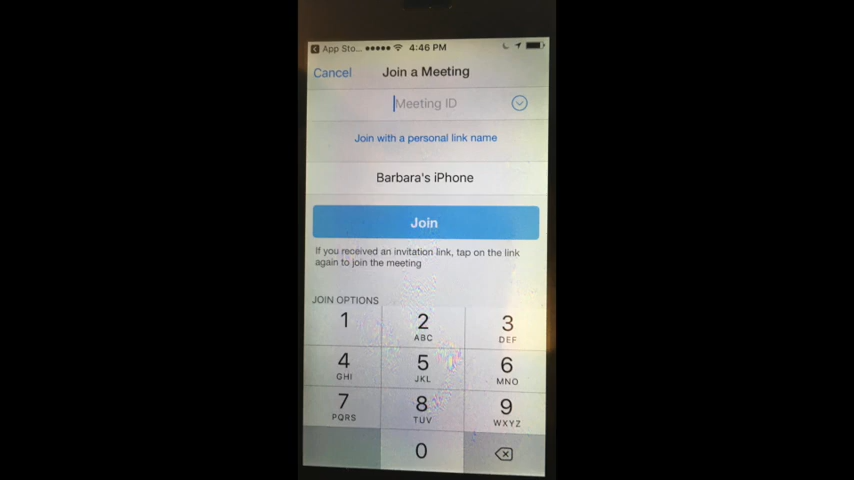 App Sto... 4:46 PM
Cancel Join a Meeting
Meeting ID
Join with a personal link name
Barbara's iPhone
Join
If you received an invitation link, tap on the link
again to join the meeting
JOIN OPTIONS
1 2 3
ABC DEF
4 5 6
GHI JKL MNO
7 8 9
PQRS TUV WXYZ
0